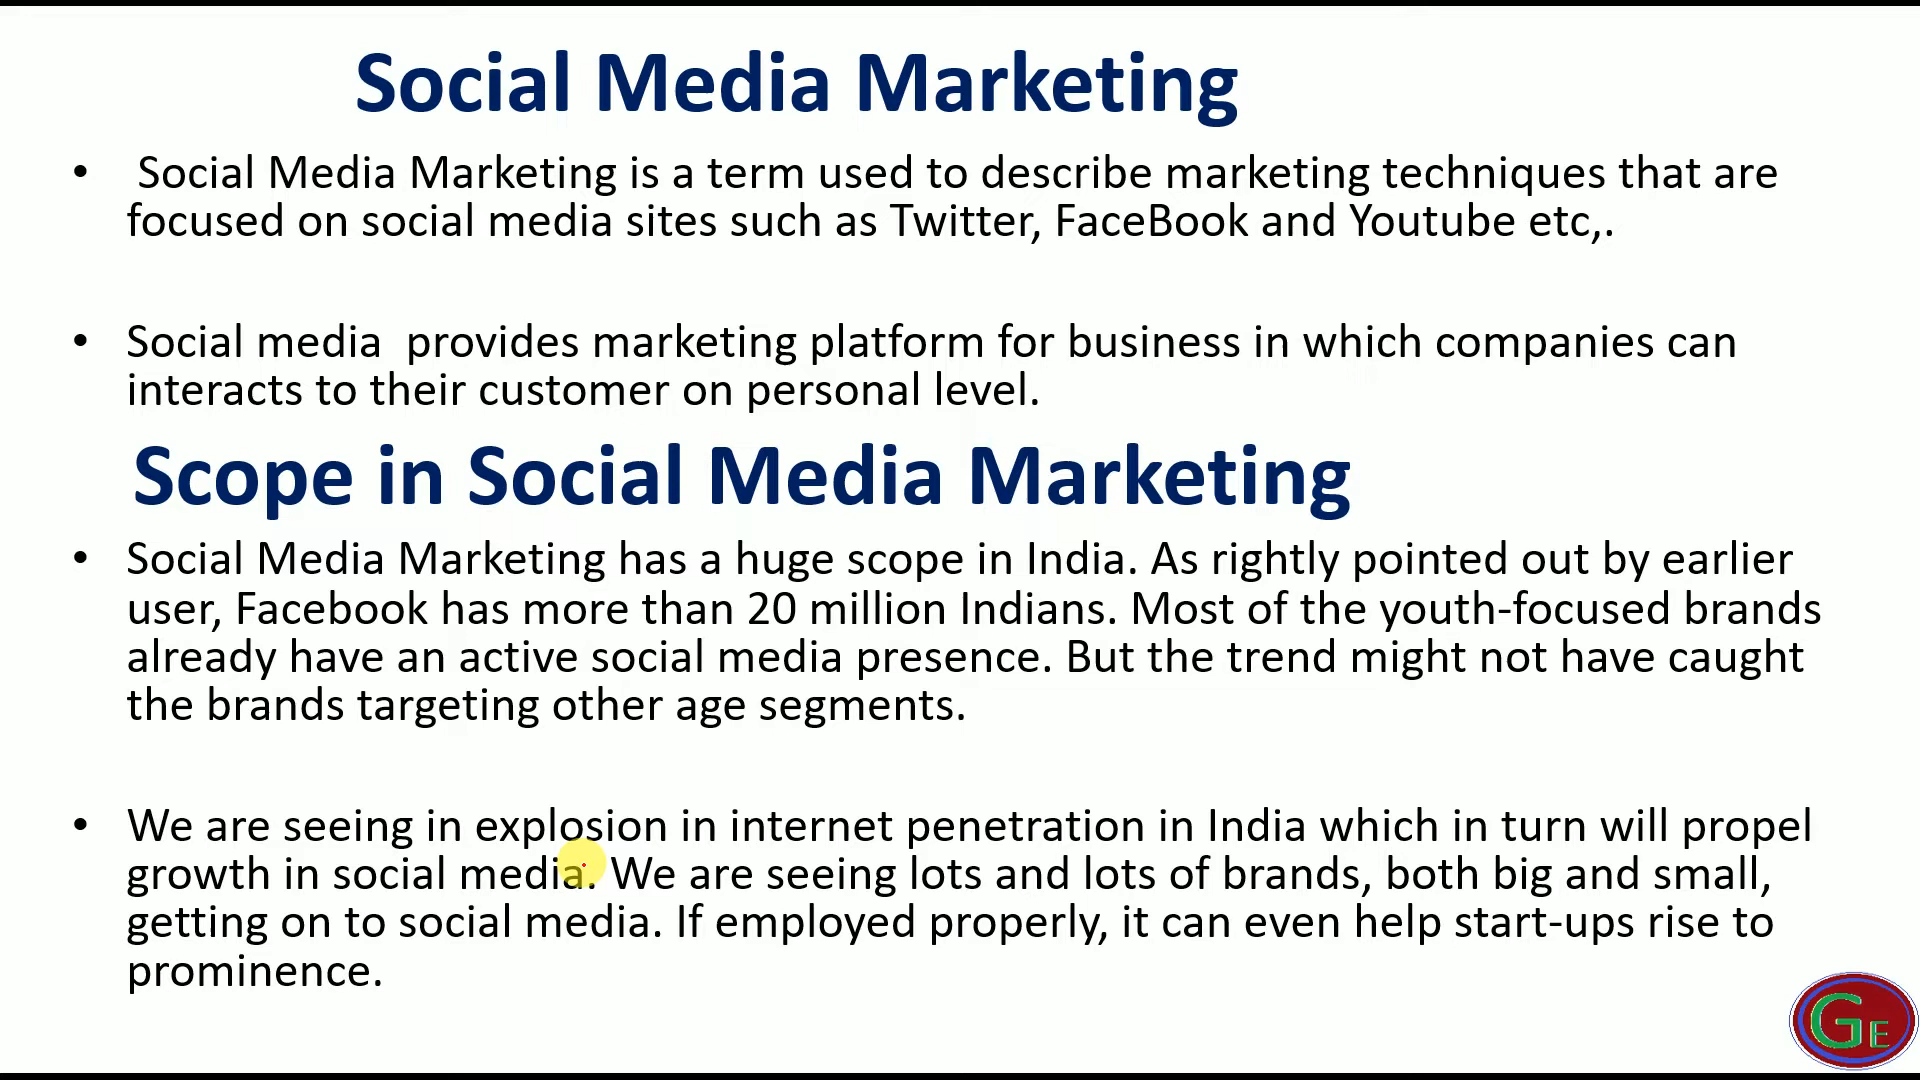 Social Media Marketing
• Social Media Marketing is a term used to describe marketing techniques that are
focused on social media sites such as Twitter, FaceBook and Youtube etc,.
• Social media provides marketing platform for business in which companies can
interacts to their customer on personal level.
Scope in Social Media Marketing
• Social Media Marketing has a huge scope in India. As rightly pointed out by earlier
user, Facebook has more than 20 million Indians. Most of the youth-focused brands
already have an active social media presence. But the trend might not have caught
the brands targeting other age segments.
• We are seeing in explosion in internet penetration in India which in turn will propel
growth in social media. We are seeing lots and lots of brands, both big and small,
getting on to social media. If employed properly, it can even help start-ups rise to
prominence.
GE